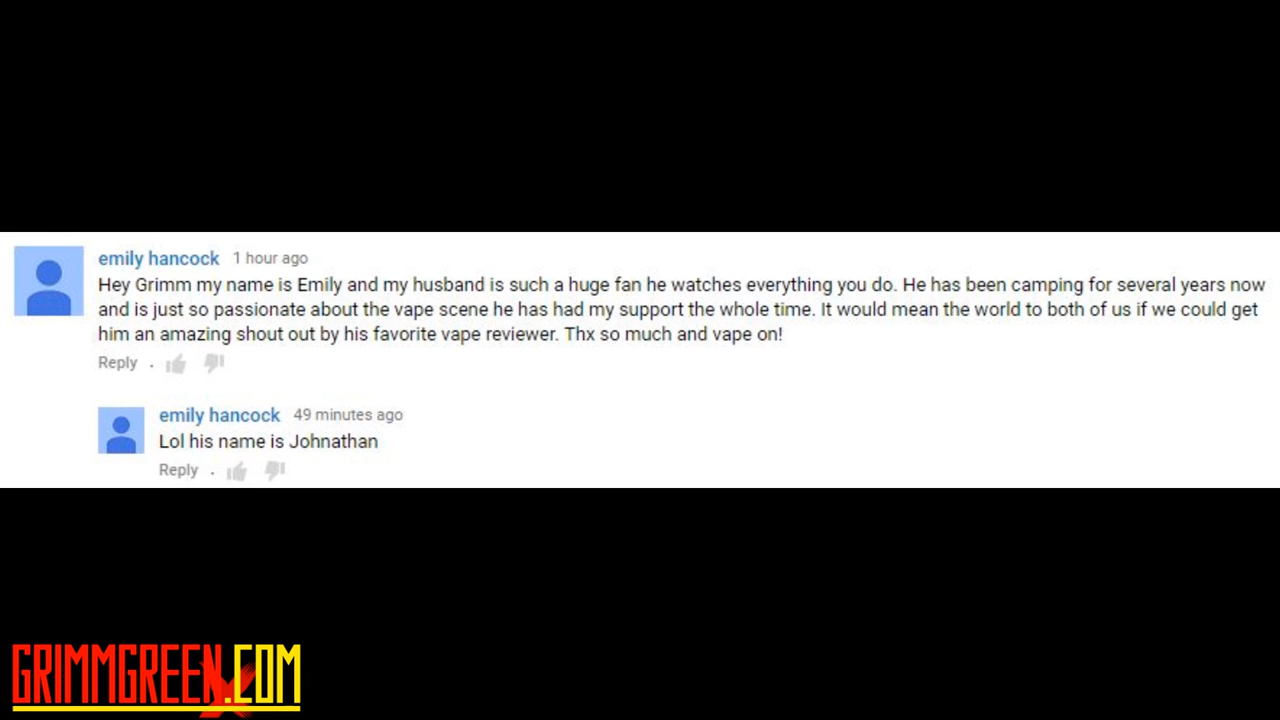 emily hancock 1 hour ago
Hey Grimm my name is Emily and my husband is such a huge fan he watches everything you do. He has been camping for several years now
and is just so passionate about the vape scene he has had my support the whole time. It would mean the world to both of us if we could get
him an amazing shout out by his favorite vape reviewer. Thx so much and vape on!
Reply .
emily hancock 49 minutes ago
Lol his name is Johnathan
Reply .
GRIMMGREEN.COM